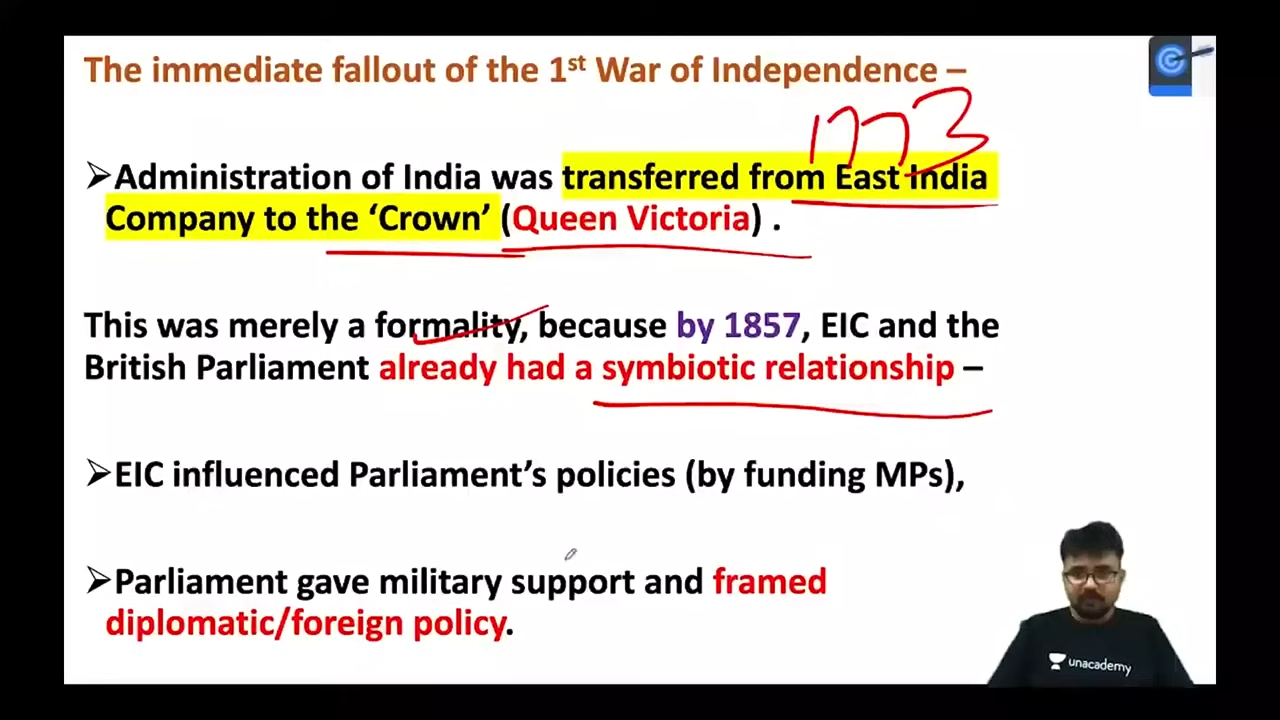 The immediate fallout of the 1st War of Independence –
1773
➢Administration of India was transferred from East India
Company to the ‘Crown’ (Queen Victoria) .
This was merely a formality, because by 1857, EIC and the
British Parliament already had a symbiotic relationship –
➢EIC influenced Parliament’s policies (by funding MPs),
➢Parliament gave military support and framed
diplomatic/foreign policy.
unacademy